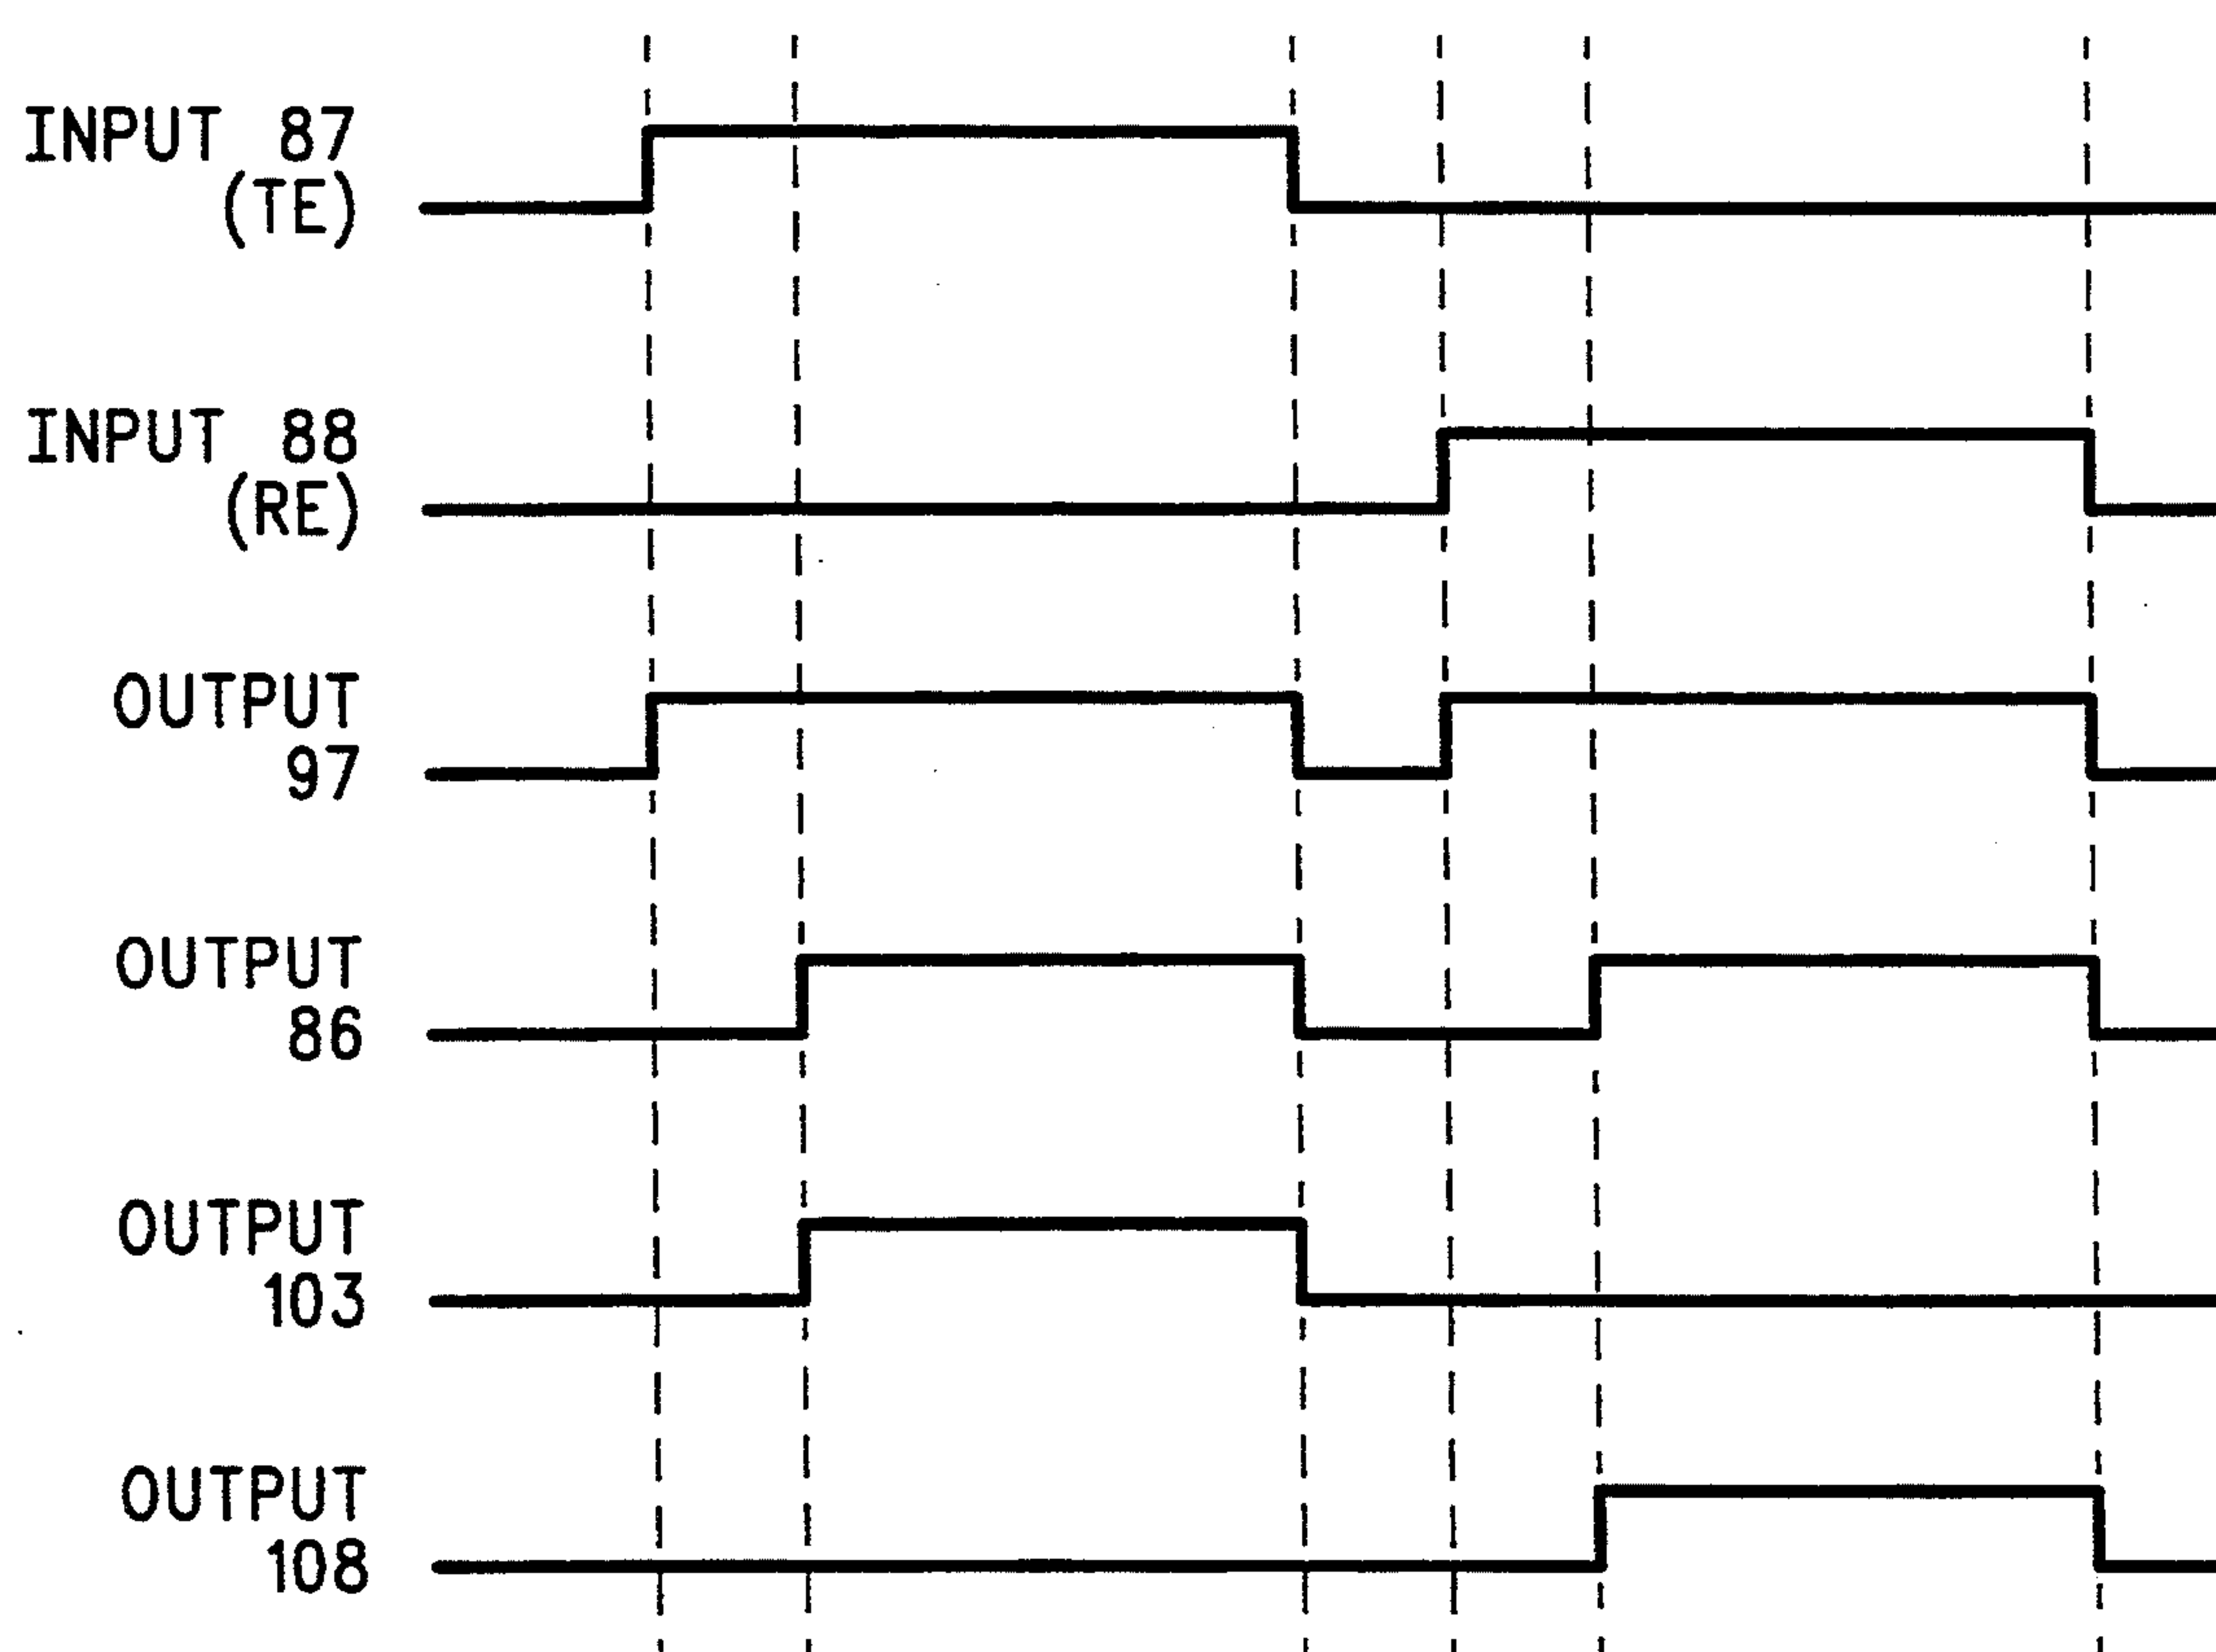 INPUT 87
(TE)
INPUT 88
(RE)
OUTPUT
97
OUTPUT
86
OUTPUT
103
OUTPUT
108